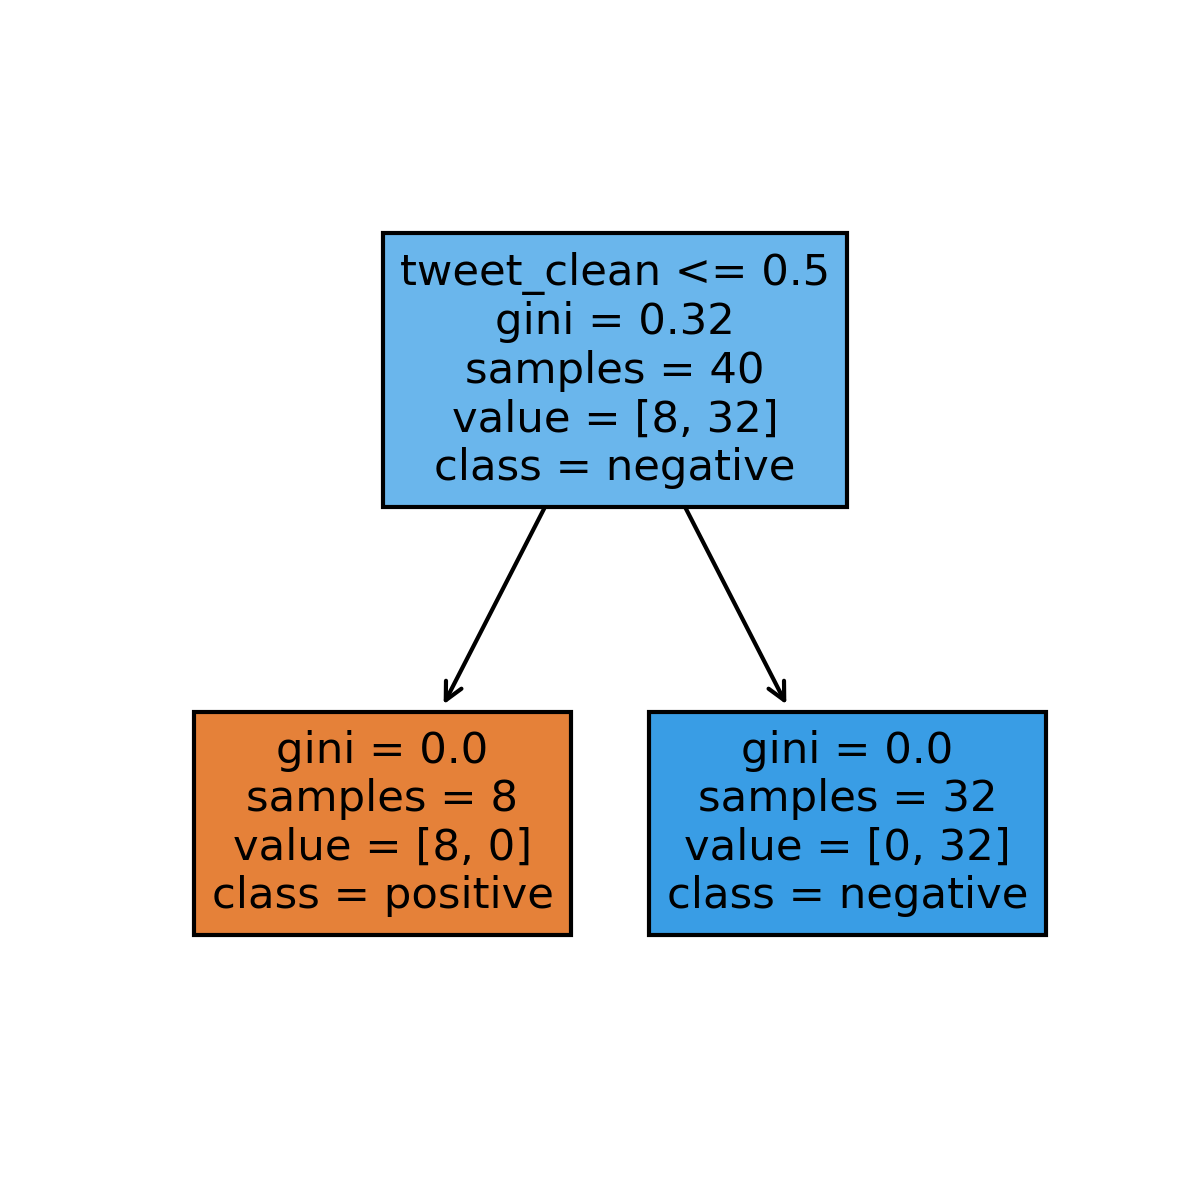 tweet_clean <= 0.5
gini = 0.32
samples = 40
value = [8, 32]
class = negative
gini = 0.0
samples = 8
value = [8, 0]
class = positive
gini = 0.0
samples = 32
value = [0, 32]
class = negative